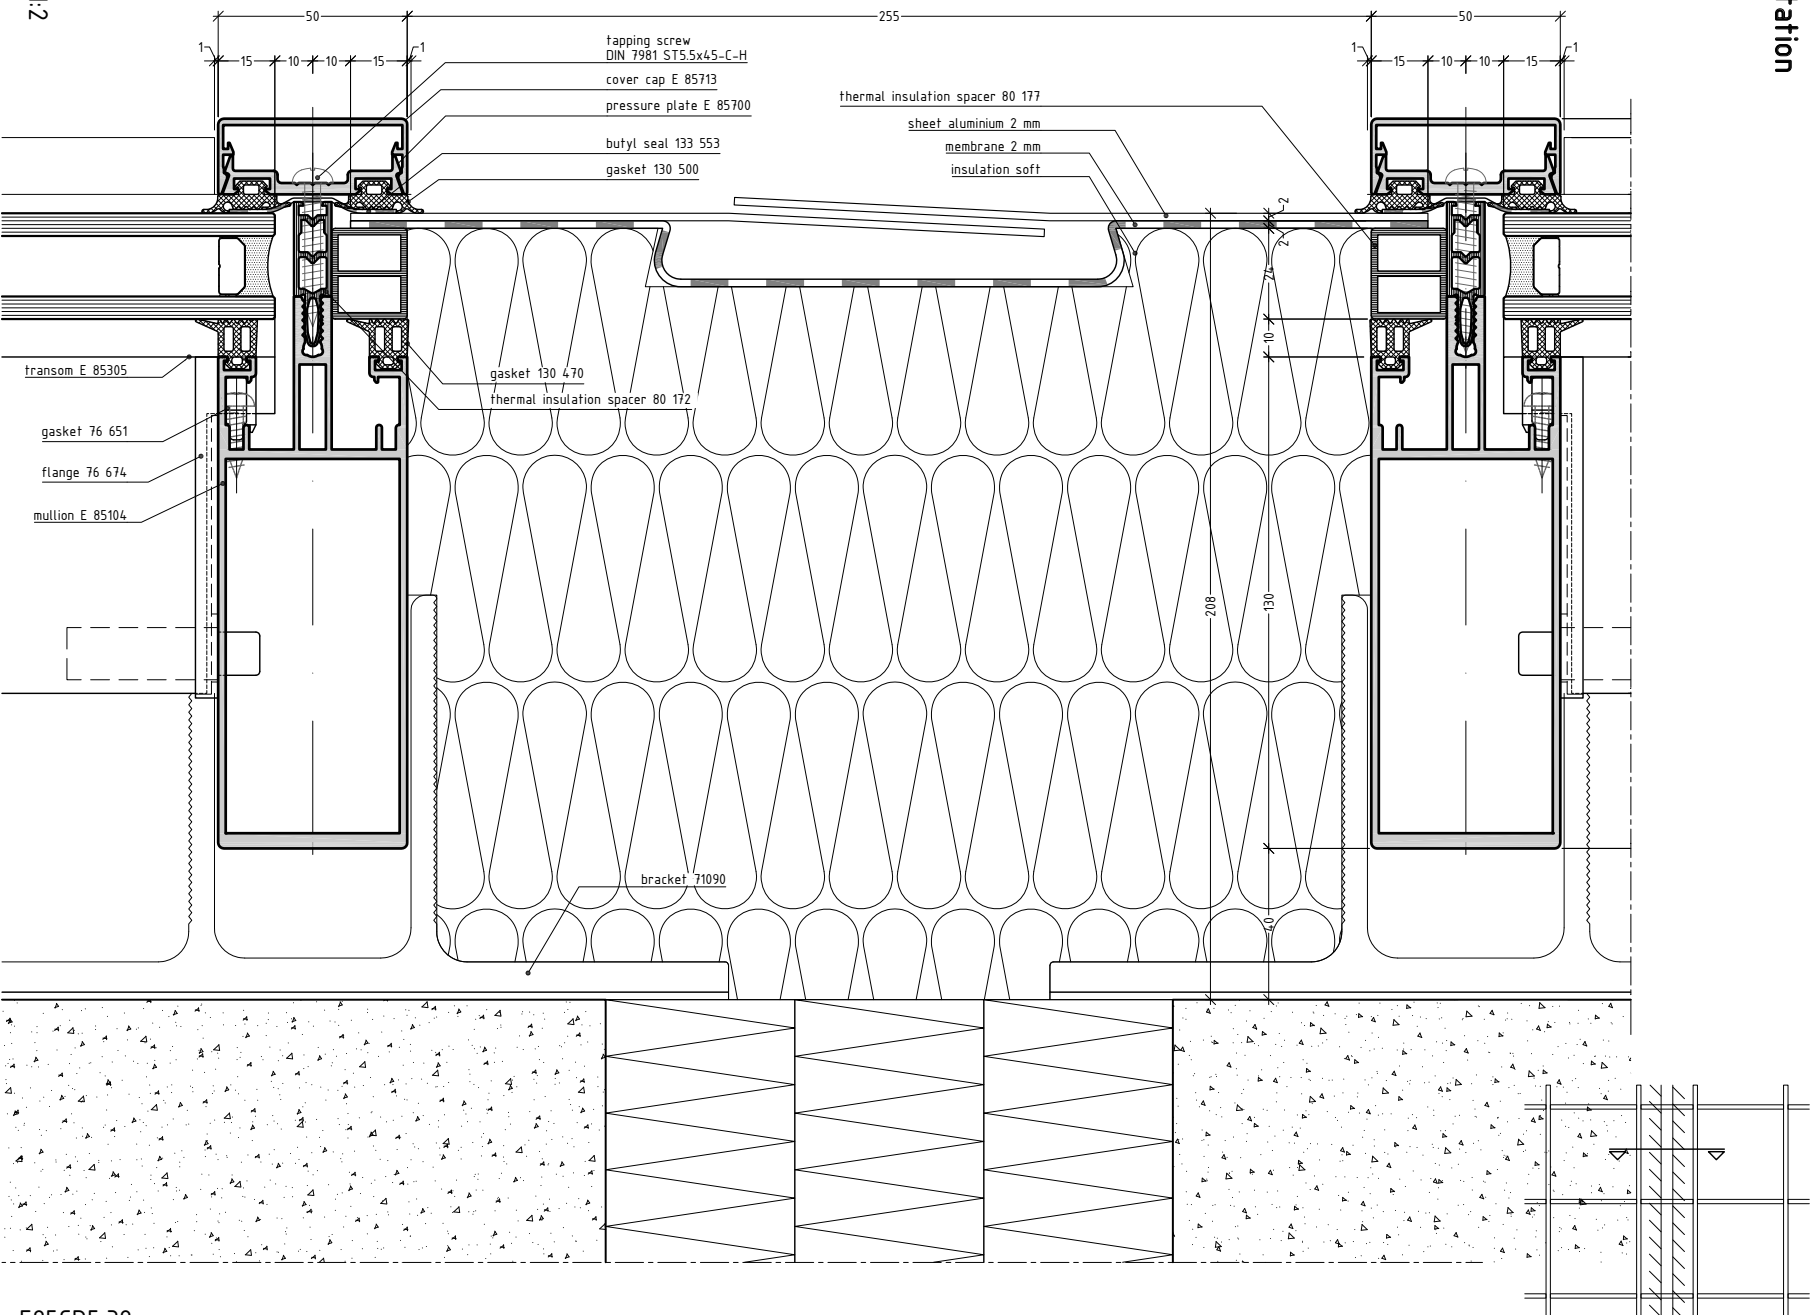 50
255
50
1
15
10
10
15
1
1
15
10
10
15
1
tapping screw
DIN 7981 ST5.5x45-C-H
cover cap E 85713
pressure plate E 85700
butyl seal 133 553
gasket 130 500
thermal insulation spacer 80 177
sheet aluminium 2 mm
membrane 2 mm
insulation soft
2
2
24
10
transom E 85305
gasket 130 470
thermal insulation spacer 80 172
gasket 76 651
flange 76 674
mullion E 85104
208
130
bracket 71090
40